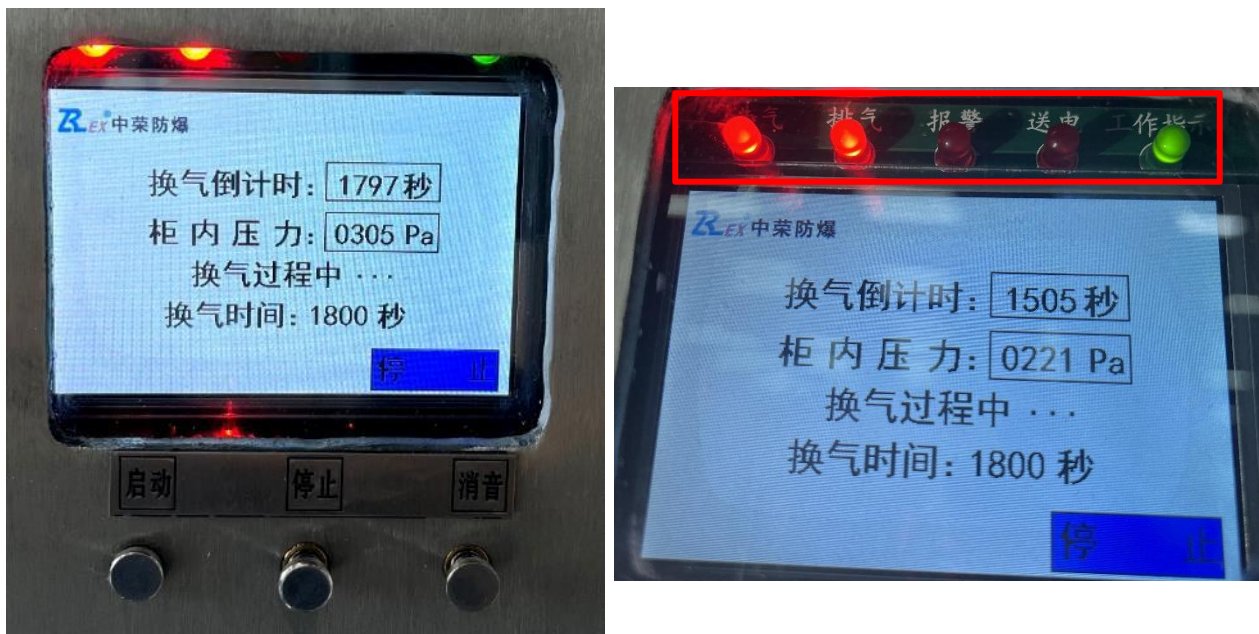 ZR EX 中荣防爆
换气倒计时: 1797秒
柜内压力: 0305 Pa
换气过程中 ···
换气时间: 1800 秒
停 止
启动 停止 消音
排气 报警 送电 工作指示
ZR EX 中荣防爆
换气倒计时: 1505秒
柜内压力: 0221 Pa
换气过程中 ···
换气时间: 1800 秒
停 止